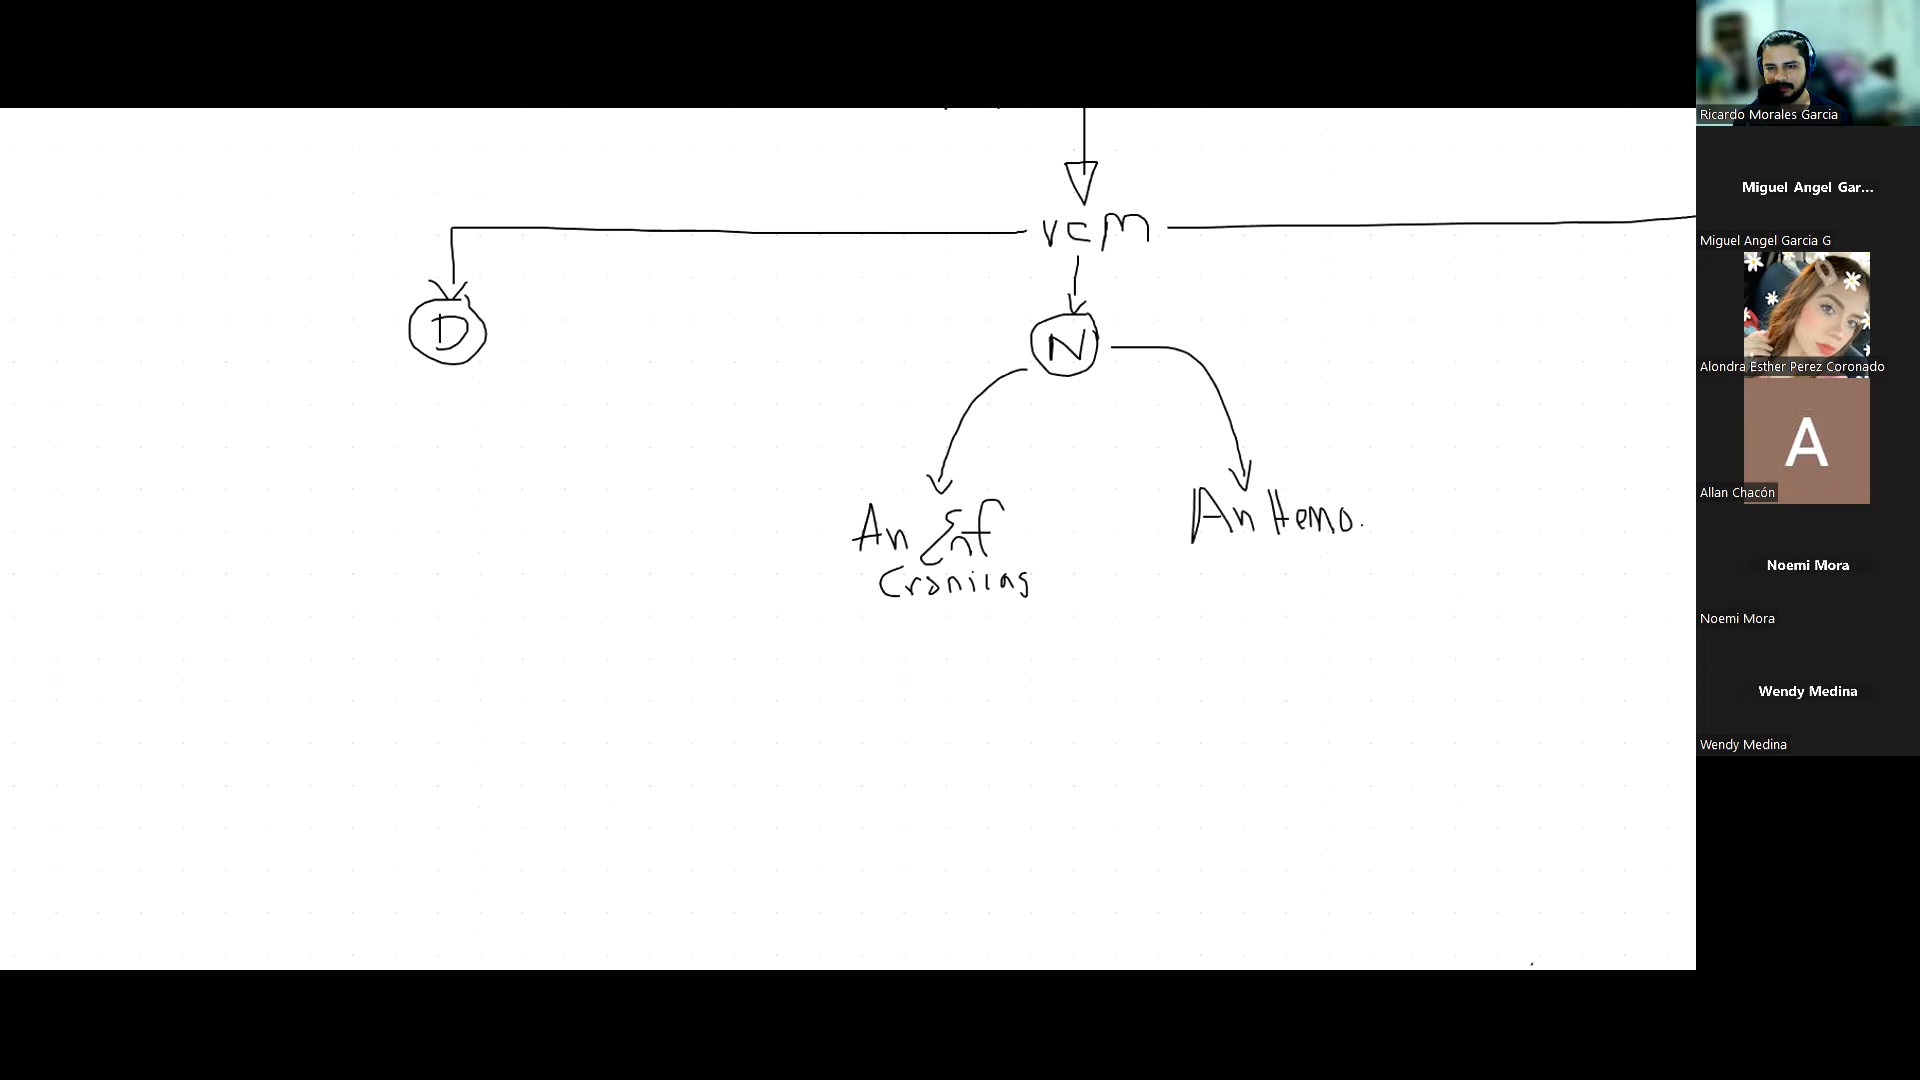 VCM
D
N
An Enf
Cronicas
An Hemo.
Ricardo Morales Garcia
Miguel Angel Gar...
Miguel Angel Garcia G
Alondra Esther Perez Coronado
A
Allan Chacón
Noemi Mora
Noemi Mora
Wendy Medina
Wendy Medina